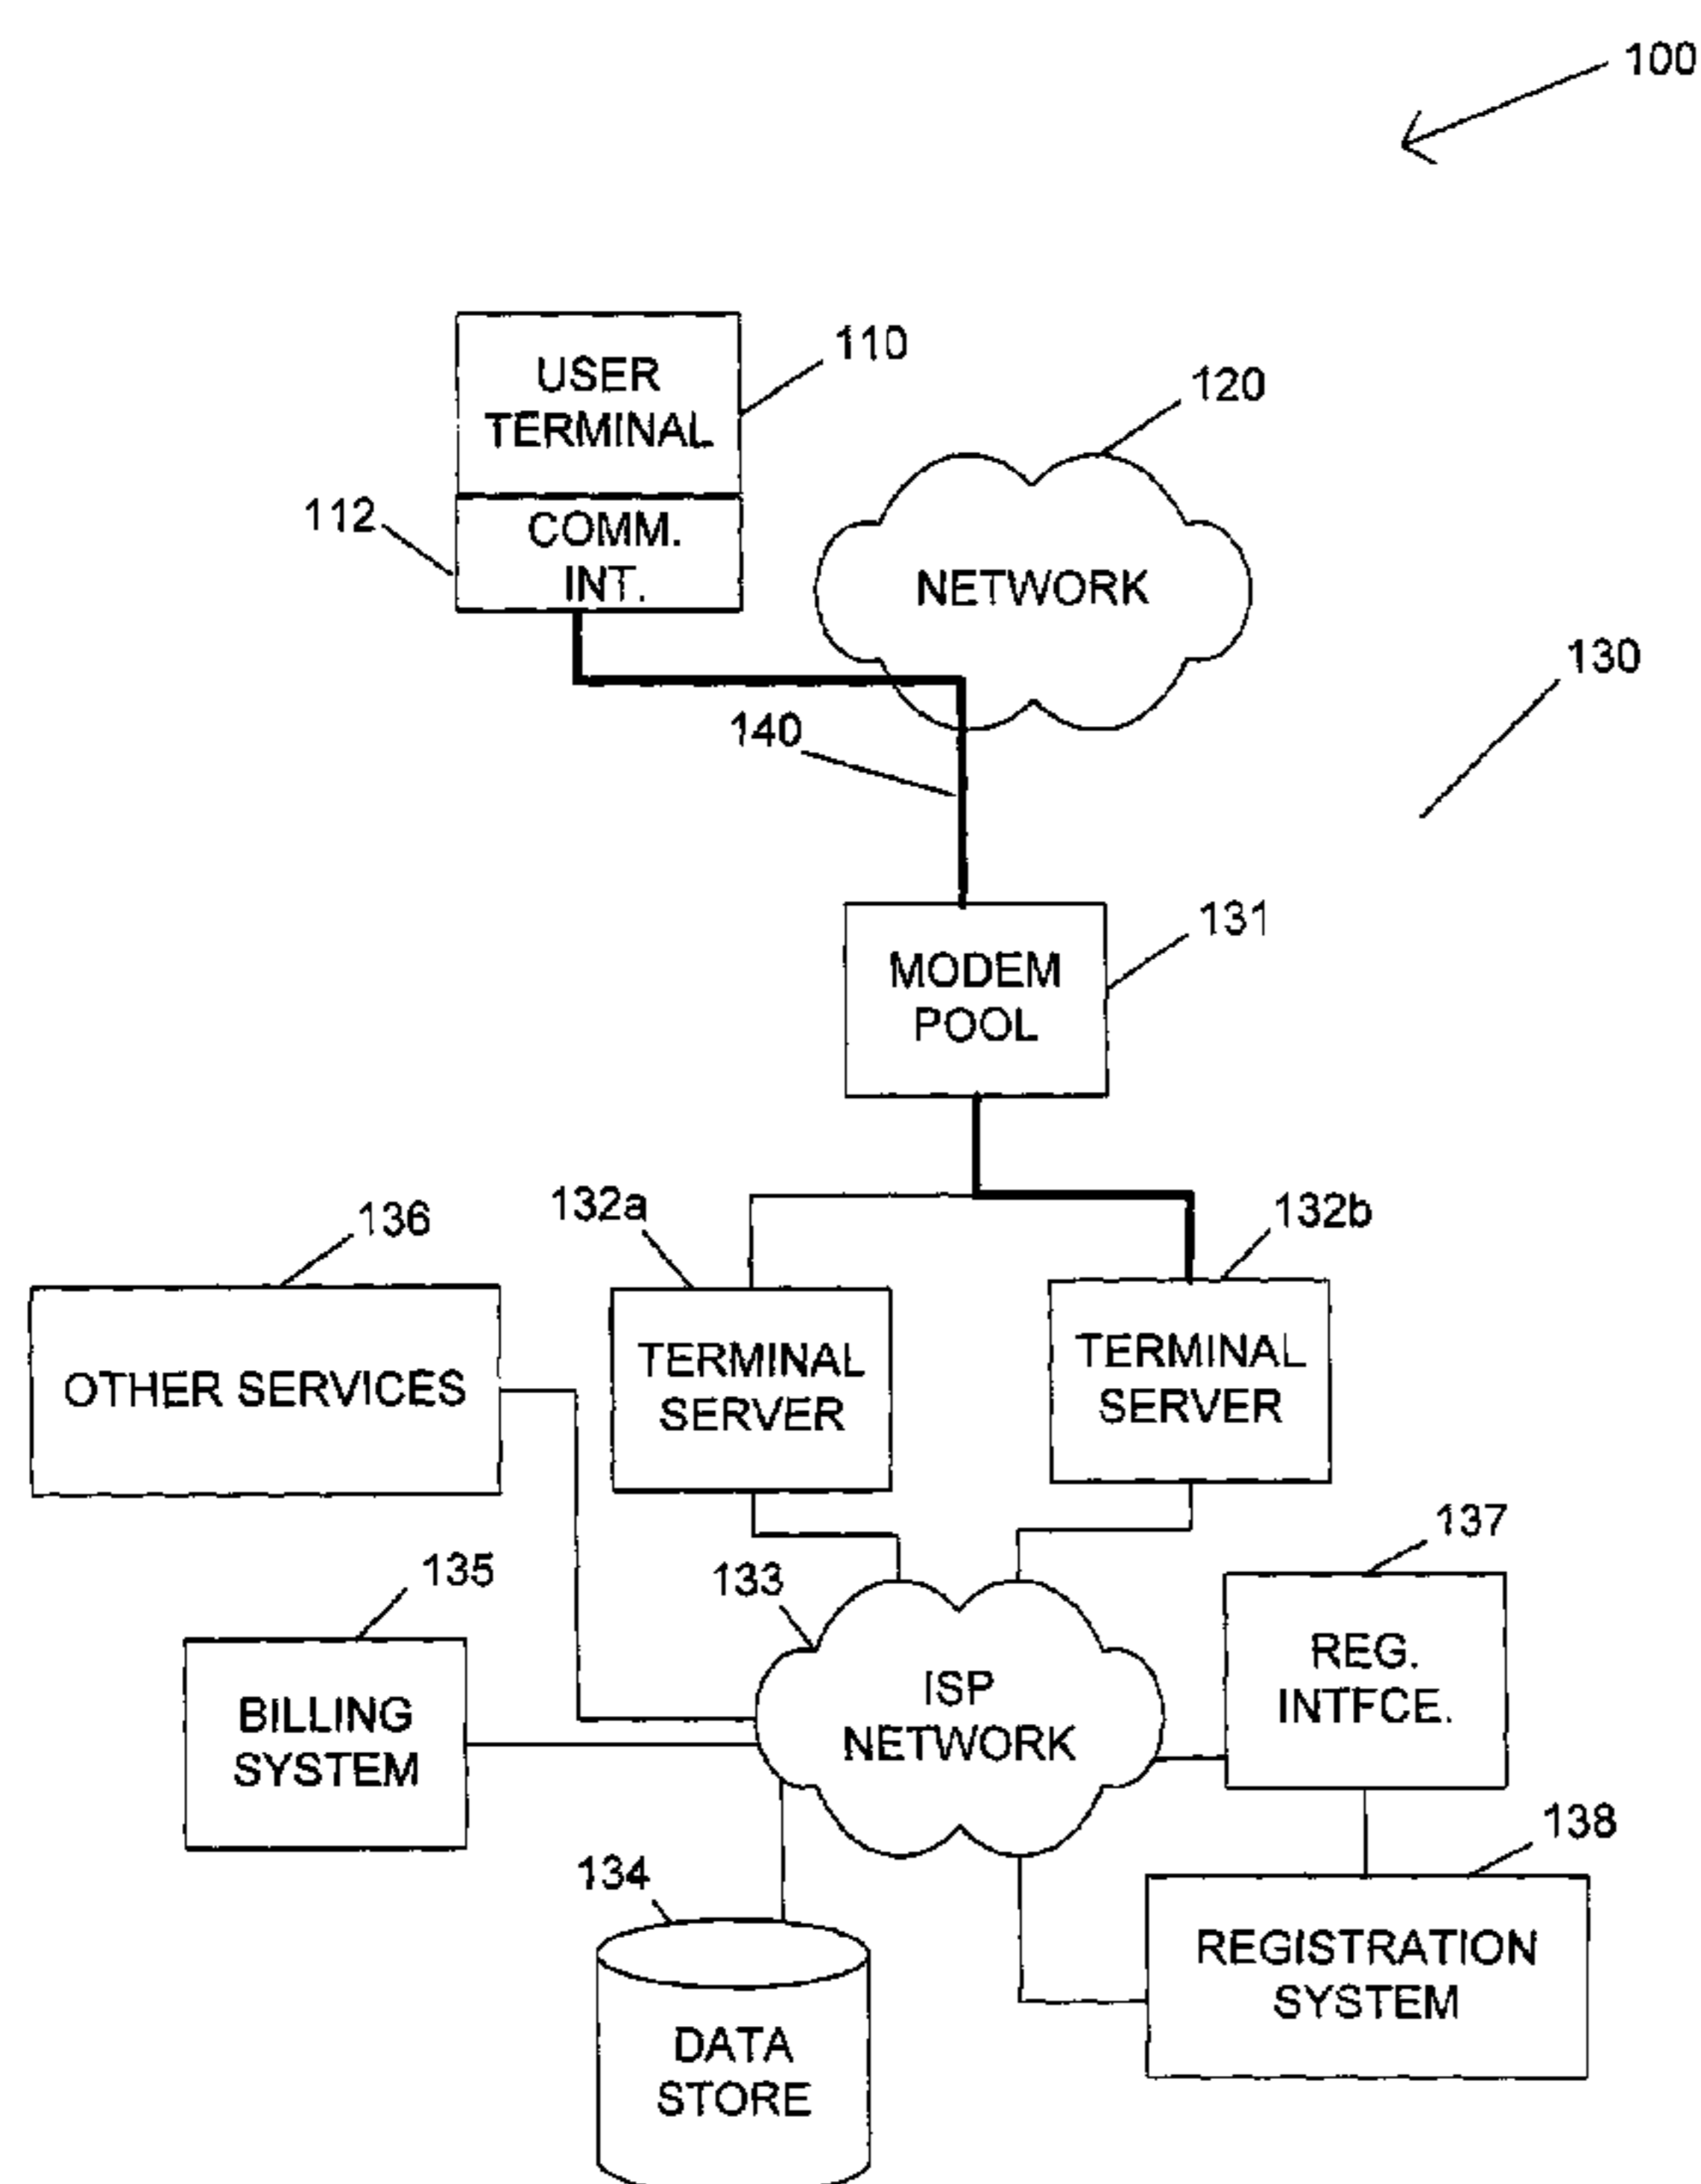 100
USER
TERMINAL
110
120
112
COMM.
INT.
NETWORK
130
140
131
MODEM
POOL
136
132a
132b
OTHER SERVICES
TERMINAL
SERVER
TERMINAL
SERVER
137
135
133
REG.
INTFCE.
BILLING
SYSTEM
ISP
NETWORK
138
134
REGISTRATION
SYSTEM
DATA
STORE